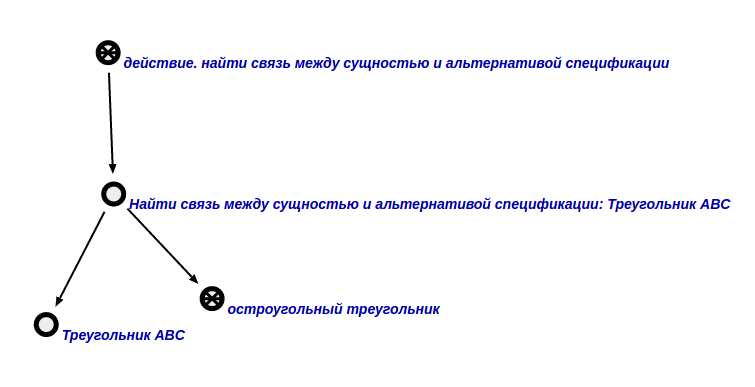 действие. найти связь между сущностью и альтернативой спецификации
Найти связь между сущностью и альтернативой спецификации: Треугольник ABC
остроугольный треугольник
Треугольник ABC